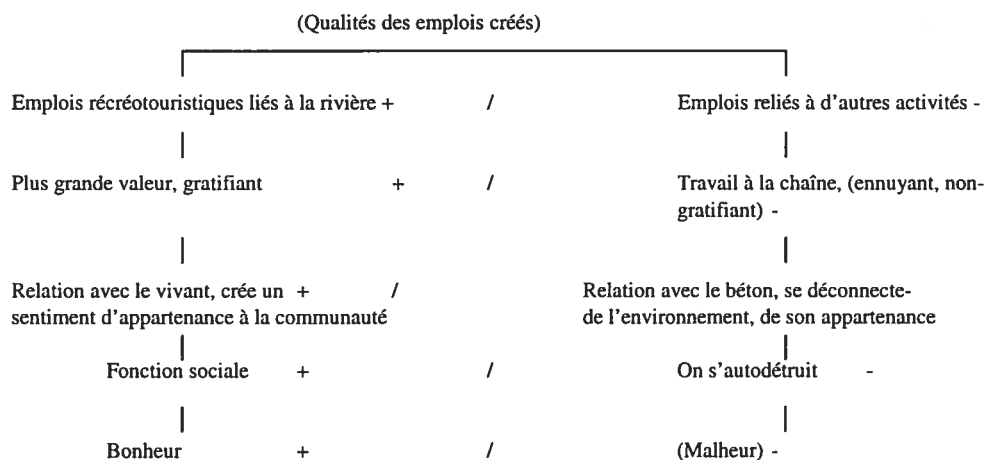 (Qualités des emplois créés)
Emplois récréotouristiques liés à la rivière + / Emplois reliés à d'autres activités -
Plus grande valeur, gratifiant + / Travail à la chaîne, (ennuyant, non-
gratifiant) -
Relation avec le vivant, crée un + / Relation avec le béton, se déconnecte-
sentiment d'appartenance à la communauté de l'environnement, de son appartenance
Fonction sociale + / On s'autodétruit -
Bonheur + / (Malheur) -